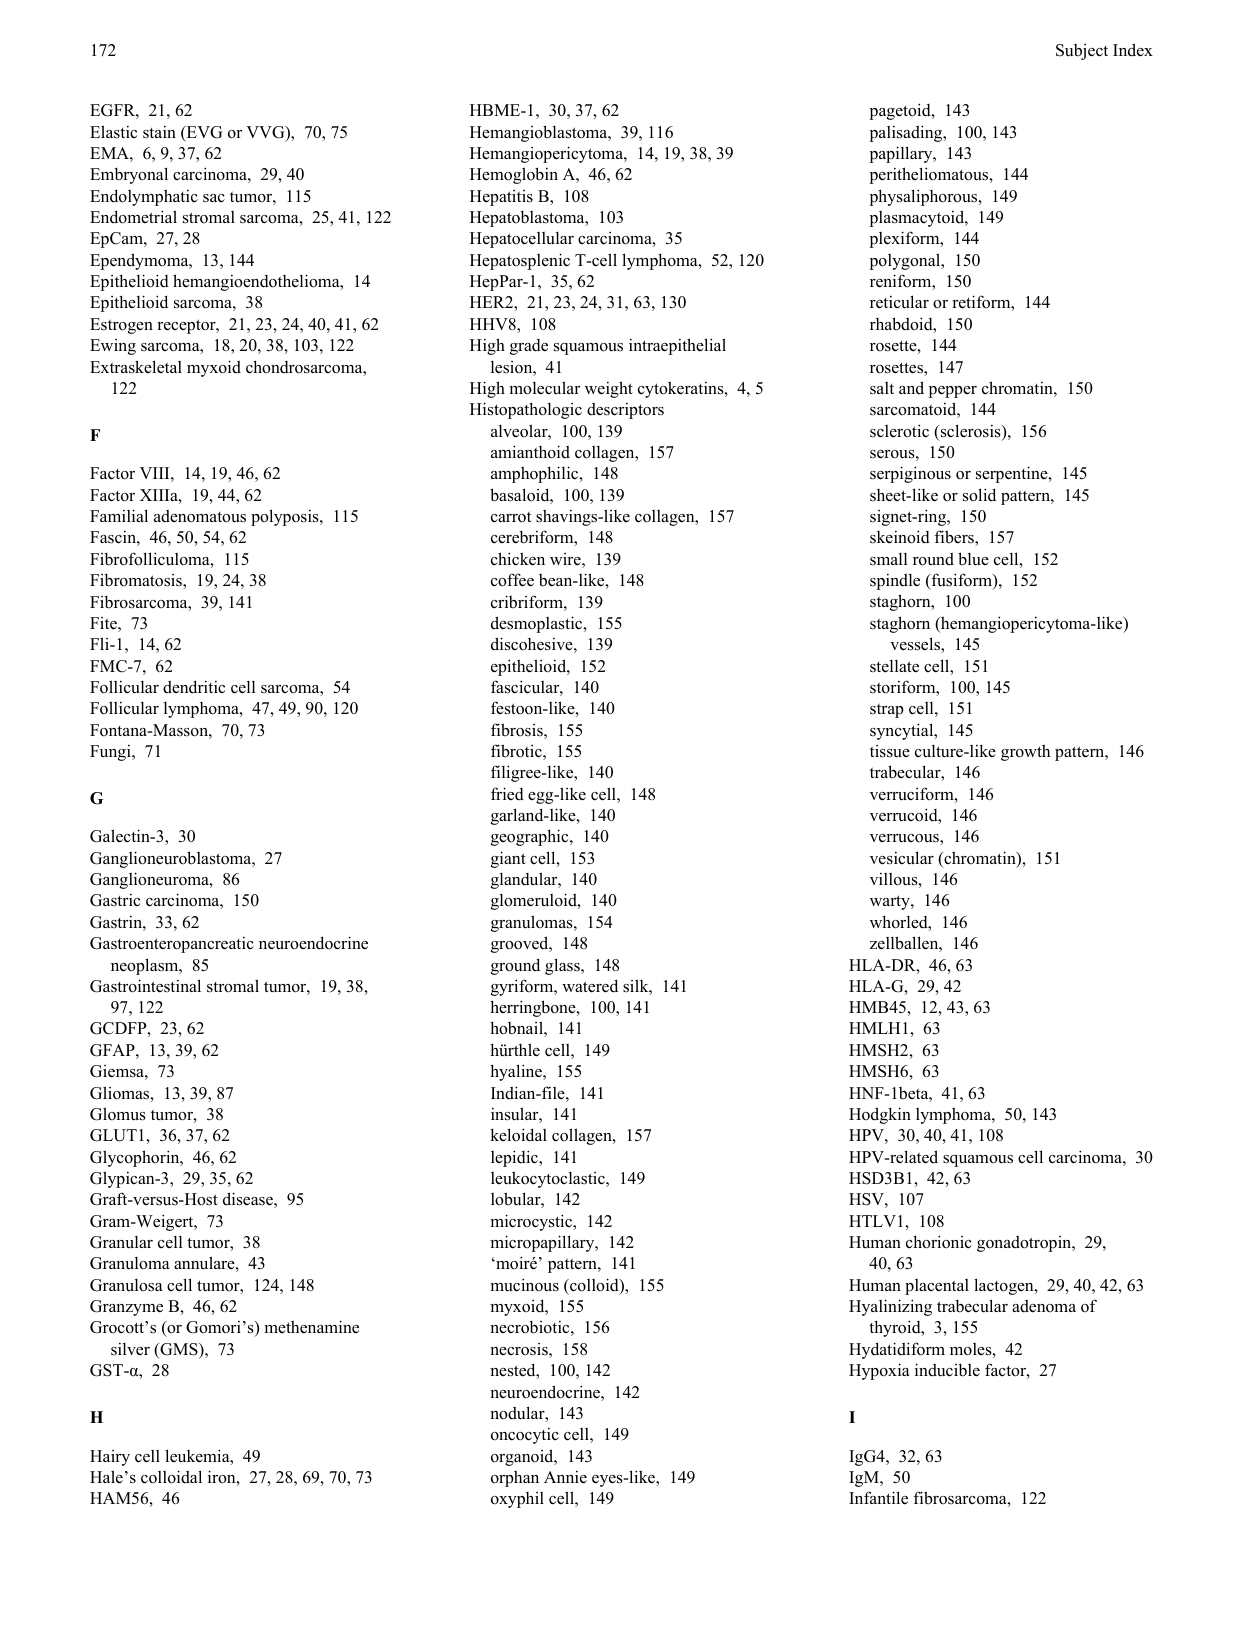 172
Subject Index
EGFR, 21, 62
Elastic stain (EVG or VVG), 70, 75
EMA, 6, 9, 37, 62
Embryonal carcinoma, 29, 40
Endolymphatic sac tumor, 115
Endometrial stromal sarcoma, 25, 41, 122
EpCam, 27, 28
Ependymoma, 13, 144
Epithelioid hemangioendothelioma, 14
Epithelioid sarcoma, 38
Estrogen receptor, 21, 23, 24, 40, 41, 62
Ewing sarcoma, 18, 20, 38, 103, 122
Extraskeletal myxoid chondrosarcoma,
122
F
Factor VIII, 14, 19, 46, 62
Factor XIIIa, 19, 44, 62
Familial adenomatous polyposis, 115
Fascin, 46, 50, 54, 62
Fibrofolliculoma, 115
Fibromatosis, 19, 24, 38
Fibrosarcoma, 39, 141
Fite, 73
Fli-1, 14, 62
FMC-7, 62
Follicular dendritic cell sarcoma, 54
Follicular lymphoma, 47, 49, 90, 120
Fontana-Masson, 70, 73
Fungi, 71
G
Galectin-3, 30
Ganglioneuroblastoma, 27
Ganglioneuroma, 86
Gastric carcinoma, 150
Gastrin, 33, 62
Gastroenteropancreatic neuroendocrine
neoplasm, 85
Gastrointestinal stromal tumor, 19, 38,
97, 122
GCDFP, 23, 62
GFAP, 13, 39, 62
Giemsa, 73
Gliomas, 13, 39, 87
Glomus tumor, 38
GLUT1, 36, 37, 62
Glycophorin, 46, 62
Glypican-3, 29, 35, 62
Graft-versus-Host disease, 95
Gram-Weigert, 73
Granular cell tumor, 38
Granuloma annulare, 43
Granulosa cell tumor, 124, 148
Granzyme B, 46, 62
Grocott's (or Gomori's) methenamine
silver (GMS), 73
GST-α, 28
H
Hairy cell leukemia, 49
Hale's colloidal iron, 27, 28, 69, 70, 73
HAM56, 46
HBME-1, 30, 37, 62
Hemangioblastoma, 39, 116
Hemangiopericytoma, 14, 19, 38, 39
Hemoglobin A, 46, 62
Hepatitis B, 108
Hepatoblastoma, 103
Hepatocellular carcinoma, 35
Hepatosplenic T-cell lymphoma, 52, 120
HepPar-1, 35, 62
HER2, 21, 23, 24, 31, 63, 130
HHV8, 108
High grade squamous intraepithelial
lesion, 41
High molecular weight cytokeratins, 4, 5
Histopathologic descriptors
alveolar, 100, 139
amianthoid collagen, 157
amphophilic, 148
basaloid, 100, 139
carrot shavings-like collagen, 157
cerebriform, 148
chicken wire, 139
coffee bean-like, 148
cribriform, 139
desmoplastic, 155
discohesive, 139
epithelioid, 152
fascicular, 140
festoon-like, 140
fibrosis, 155
fibrotic, 155
filigree-like, 140
fried egg-like cell, 148
garland-like, 140
geographic, 140
giant cell, 153
glandular, 140
glomeruloid, 140
granulomas, 154
grooved, 148
ground glass, 148
gyriform, watered silk, 141
herringbone, 100, 141
hobnail, 141
hürthle cell, 149
hyaline, 155
Indian-file, 141
insular, 141
keloidal collagen, 157
lepidic, 141
leukocytoclastic, 149
lobular, 142
microcystic, 142
micropapillary, 142
‘moiré’ pattern, 141
mucinous (colloid), 155
myxoid, 155
necrobiotic, 156
necrosis, 158
nested, 100, 142
neuroendocrine, 142
nodular, 143
oncocytic cell, 149
organoid, 143
orphan Annie eyes-like, 149
oxyphil cell, 149
pagetoid, 143
palisading, 100, 143
papillary, 143
peritheliomatous, 144
physaliphorous, 149
plasmacytoid, 149
plexiform, 144
polygonal, 150
reniform, 150
reticular or retiform, 144
rhabdoid, 150
rosette, 144
rosettes, 147
salt and pepper chromatin, 150
sarcomatoid, 144
sclerotic (sclerosis), 156
serous, 150
serpiginous or serpentine, 145
sheet-like or solid pattern, 145
signet-ring, 150
skeinoid fibers, 157
small round blue cell, 152
spindle (fusiform), 152
staghorn, 100
staghorn (hemangiopericytoma-like)
vessels, 145
stellate cell, 151
storiform, 100, 145
strap cell, 151
syncytial, 145
tissue culture-like growth pattern, 146
trabecular, 146
verruciform, 146
verrucoid, 146
verrucous, 146
vesicular (chromatin), 151
villous, 146
warty, 146
whorled, 146
zellballen, 146
HLA-DR, 46, 63
HLA-G, 29, 42
HMB45, 12, 43, 63
HMLH1, 63
HMSH2, 63
HMSH6, 63
HNF-1beta, 41, 63
Hodgkin lymphoma, 50, 143
HPV, 30, 40, 41, 108
HPV-related squamous cell carcinoma, 30
HSD3B1, 42, 63
HSV, 107
HTLV1, 108
Human chorionic gonadotropin, 29,
40, 63
Human placental lactogen, 29, 40, 42, 63
Hyalinizing trabecular adenoma of
thyroid, 3, 155
Hydatidiform moles, 42
Hypoxia inducible factor, 27
I
IgG4, 32, 63
IgM, 50
Infantile fibrosarcoma, 122